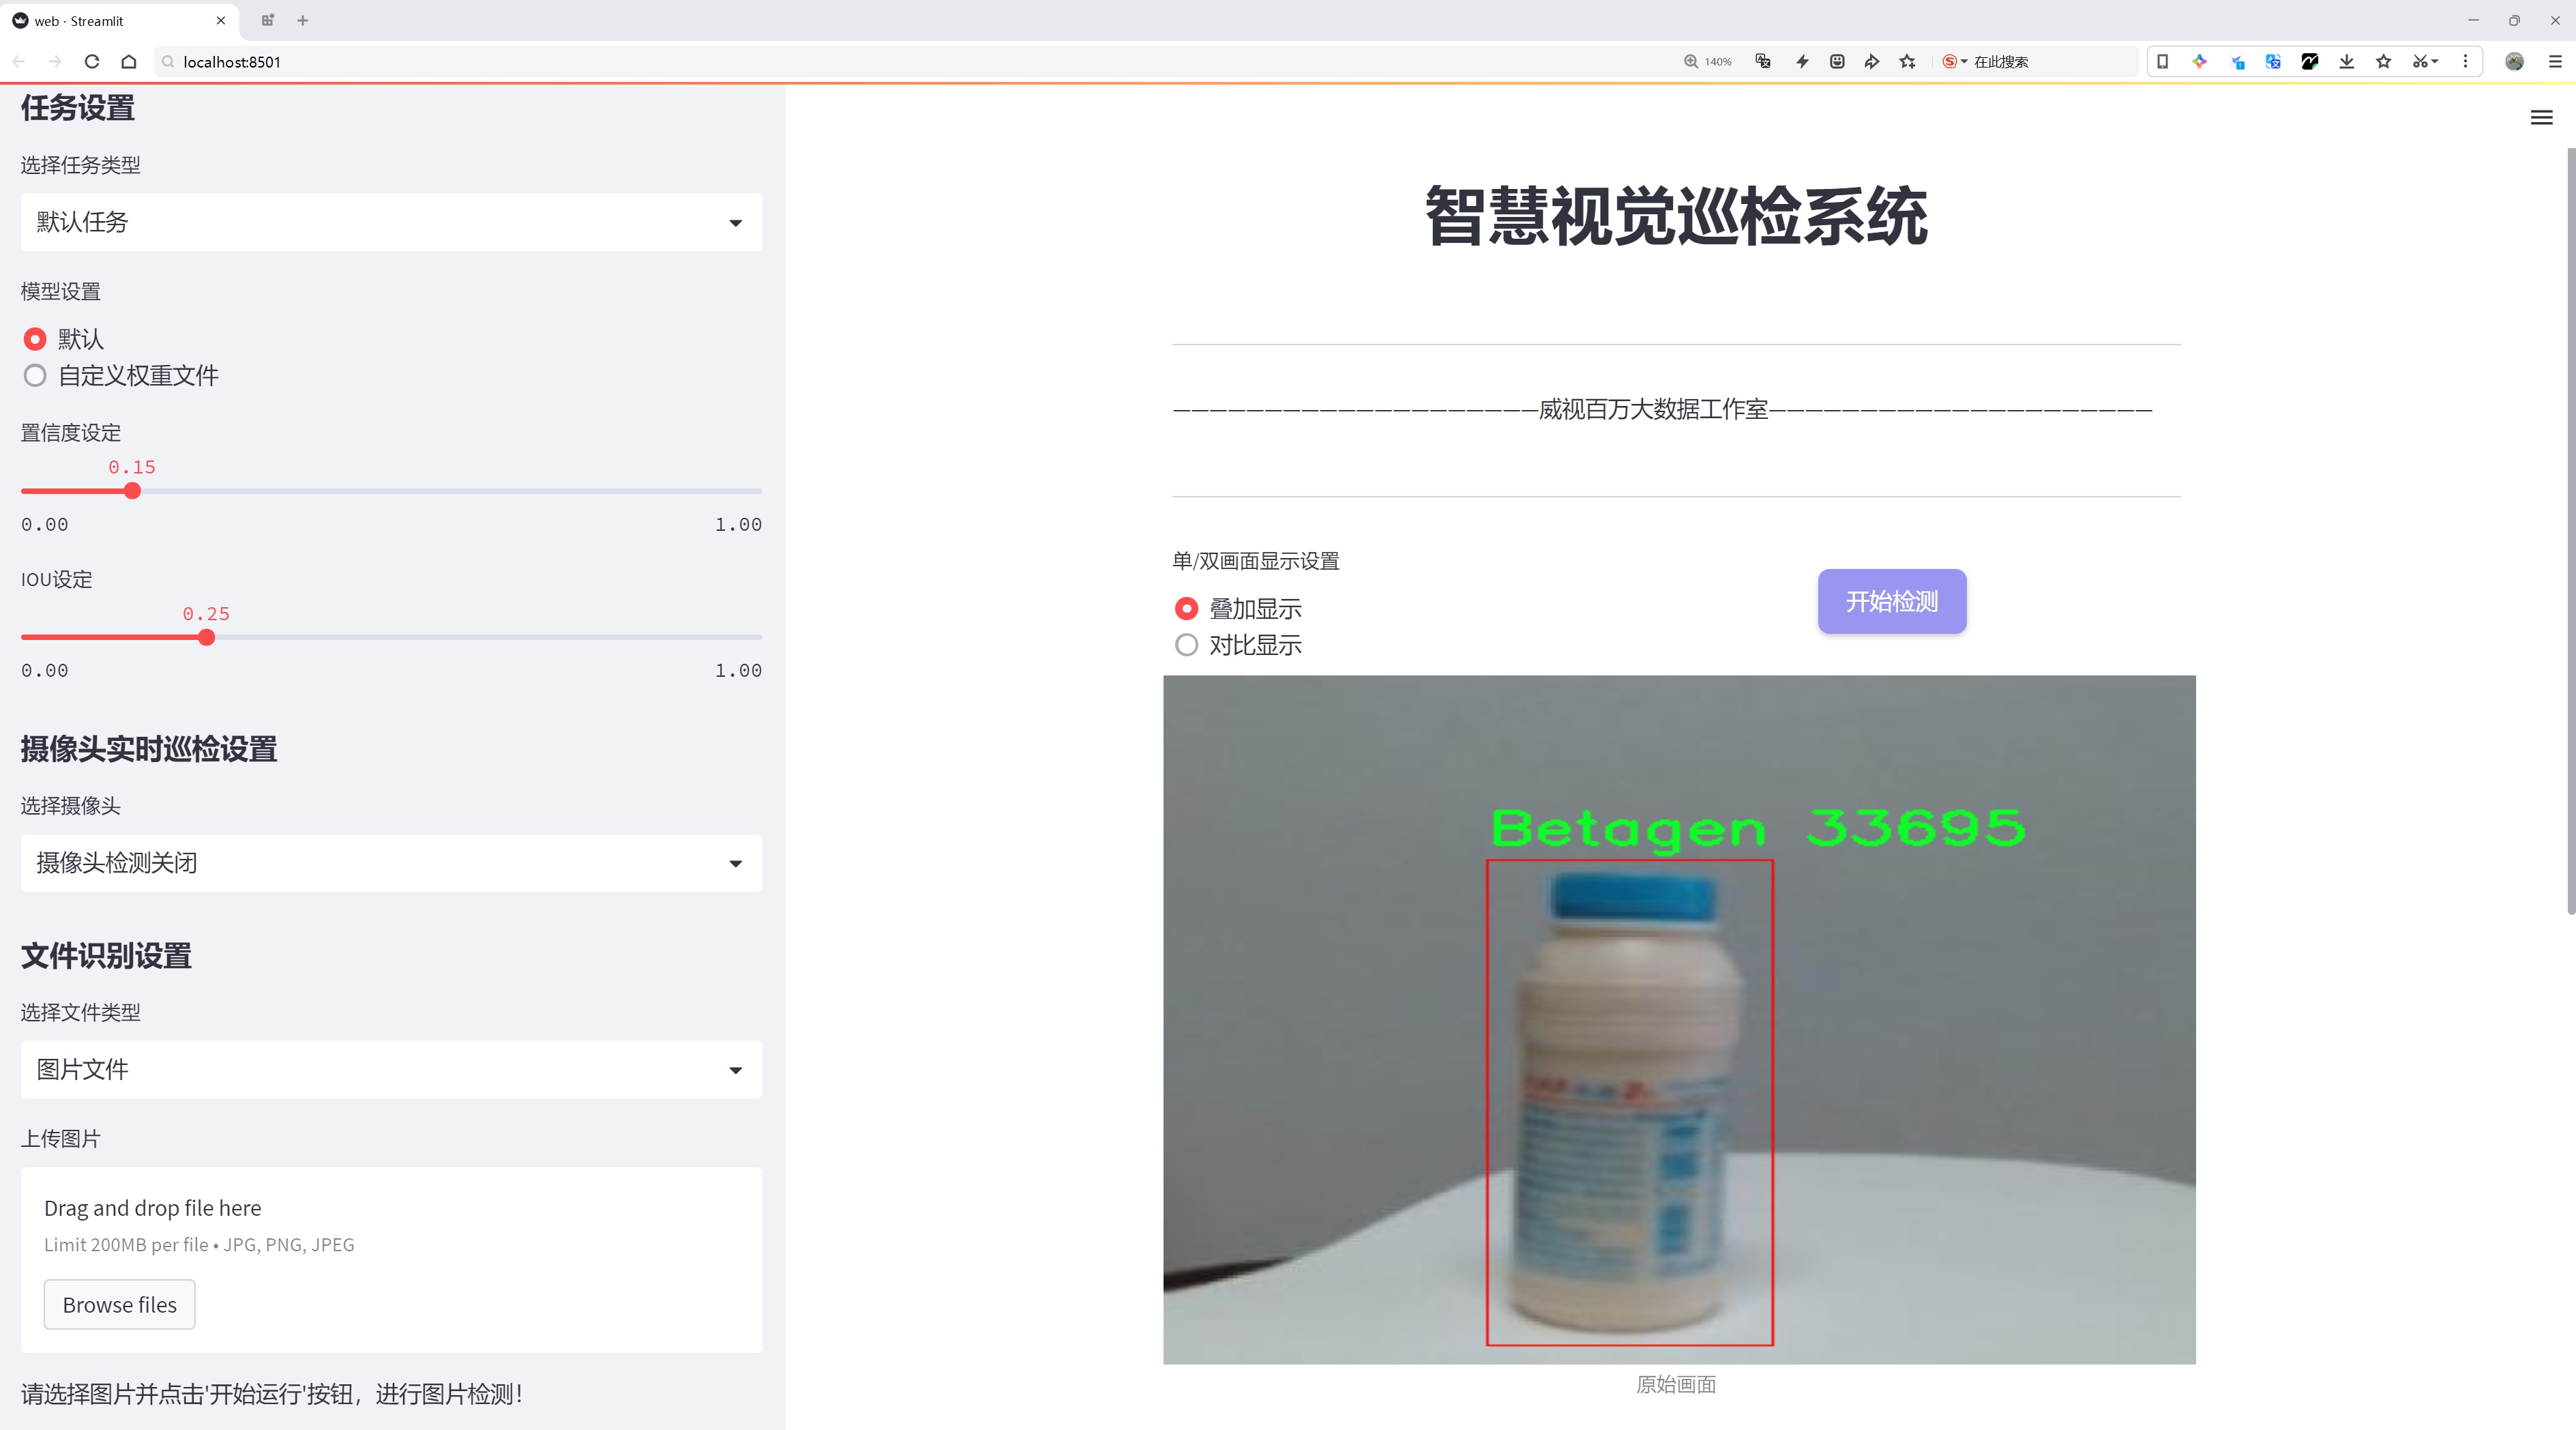 web · Streamlit
localhost:8501
140%
在此搜索
任务设置
选择任务类型
默认任务
模型设置
默认
自定义权重文件
置信度设定
0.15
0.00 1.00
IOU设定
0.25
0.00 1.00
摄像头实时巡检设置
选择摄像头
摄像头检测关闭
文件识别设置
选择文件类型
图片文件
上传图片
Drag and drop file here
Limit 200MB per file • JPG, PNG, JPEG
Browse files
请选择图片并点击'开始运行'按钮，进行图片检测！
智慧视觉巡检系统
————————————————————威视百万大数据工作室—————————————————————
单/双画面显示设置
叠加显示
对比显示
开始检测
Betagen 33695
原始画面